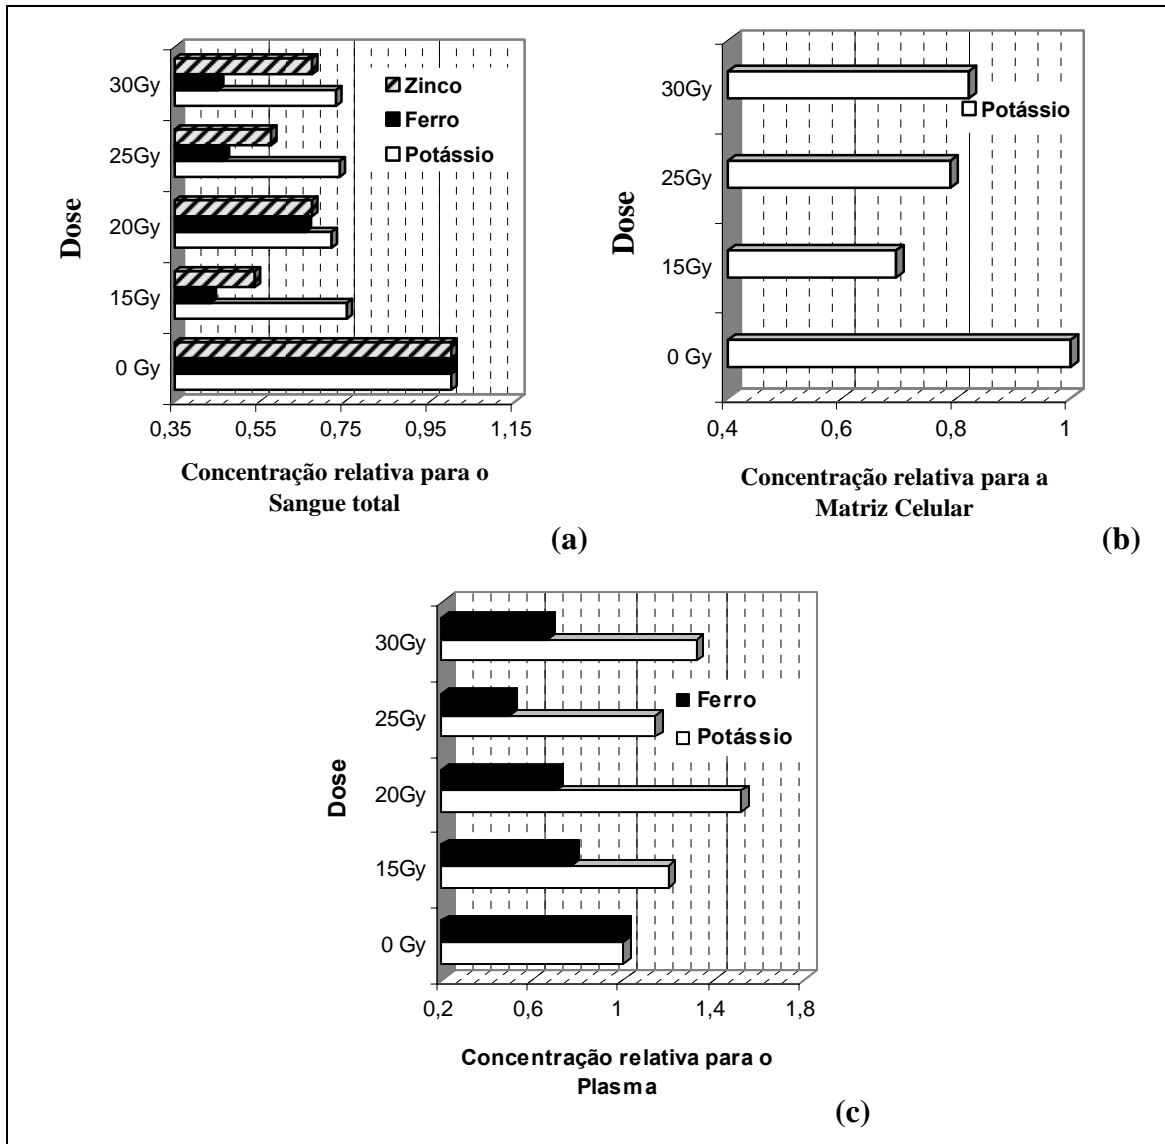 30Gy
25Gy
20Gy
15Gy
0 Gy
Dose
Zinco
Ferro
Potássio
0,35 0,55 0,75 0,95 1,15
Concentração relativa para o
Sangue total
(a)
30Gy
25Gy
15Gy
0 Gy
Dose
Potássio
0,4 0,6 0,8 1
Concentração relativa para a
Matriz Celular
(b)
30Gy
25Gy
20Gy
15Gy
0 Gy
Dose
Ferro
Potássio
0,2 0,6 1 1,4 1,8
Concentração relativa para o
Plasma
(c)